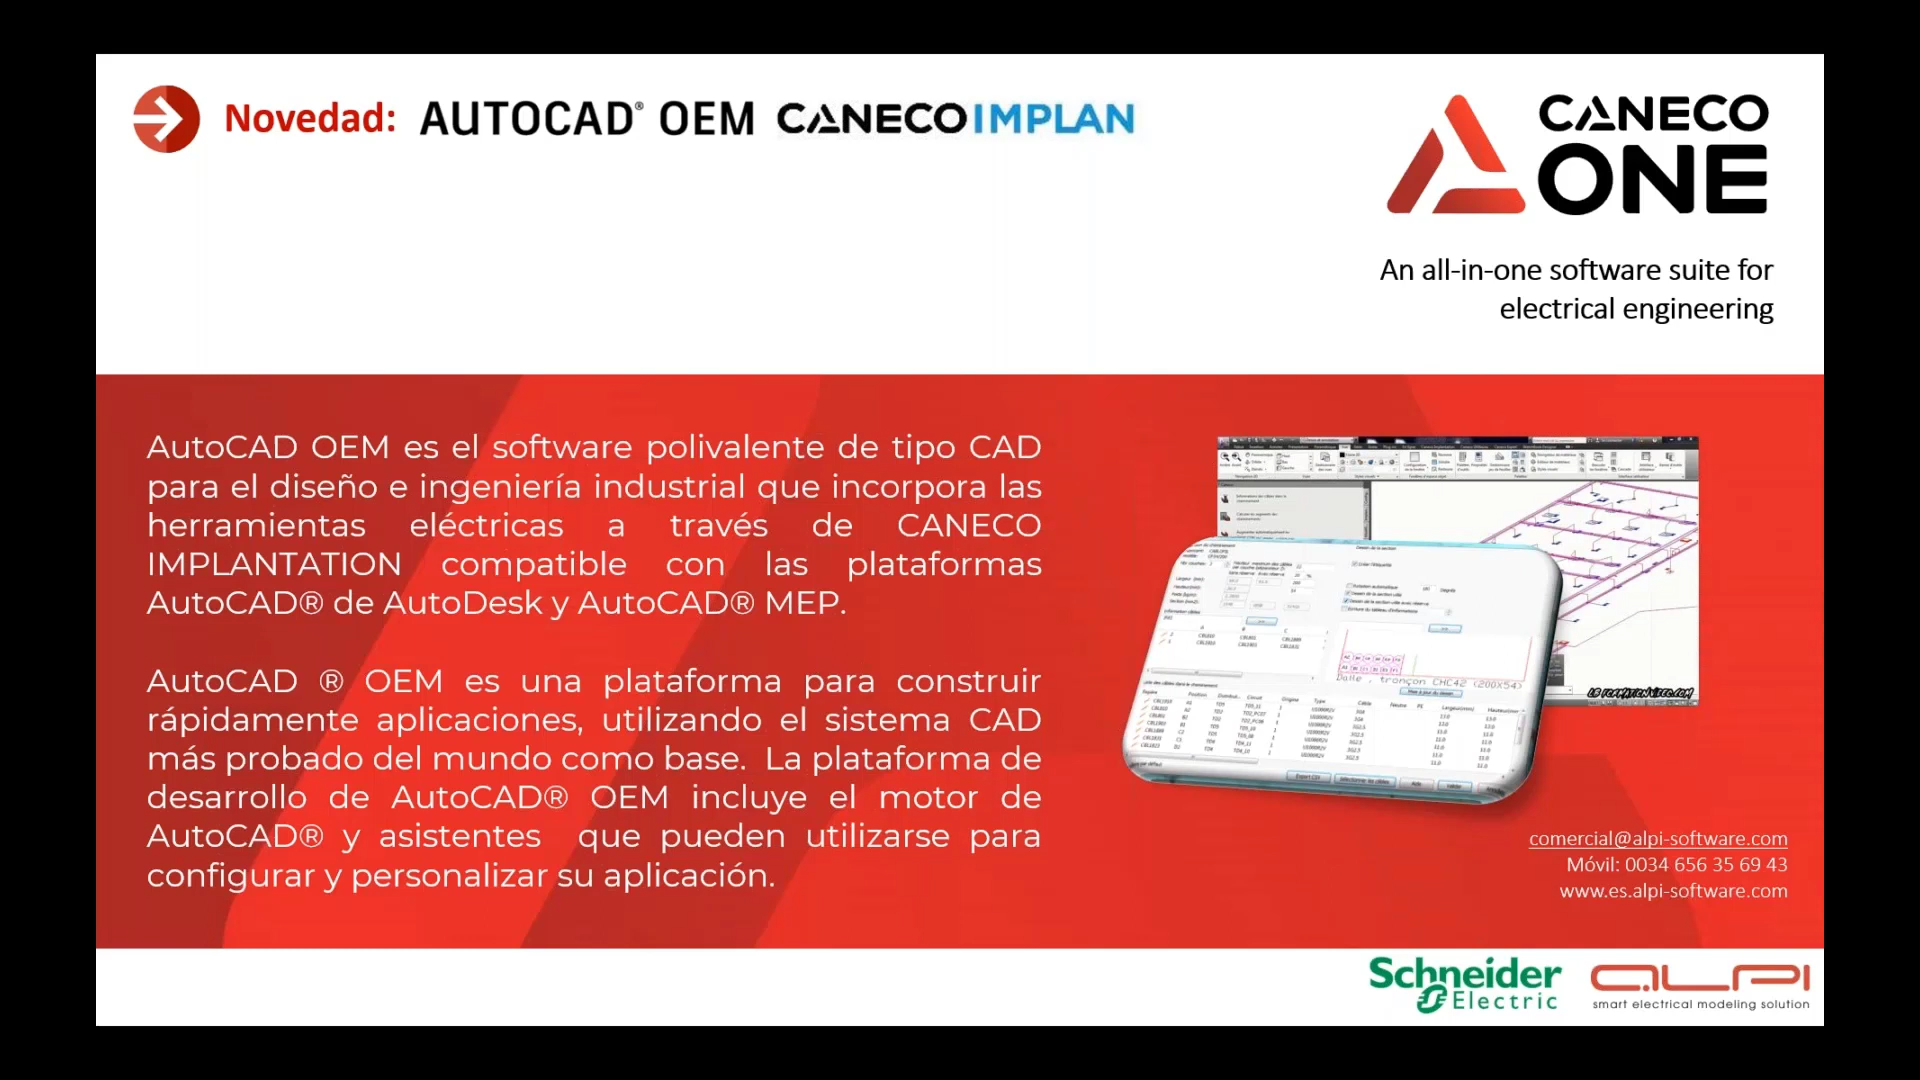 Novedad: AUTOCAD® OEM CANECO IMPLAN
CANECO
ONE
An all-in-one software suite for
electrical engineering
AutoCAD OEM es el software polivalente de tipo CAD
para el diseño e ingeniería industrial que incorpora las
herramientas eléctricas a través de CANECO
IMPLANTATION compatible con las plataformas
AutoCAD® de AutoDesk y AutoCAD® MEP.
AutoCAD ® OEM es una plataforma para construir
rápidamente aplicaciones, utilizando el sistema CAD
más probado del mundo como base. La plataforma de
desarrollo de AutoCAD® OEM incluye el motor de
AutoCAD® y asistentes que pueden utilizarse para
configurar y personalizar su aplicación.
Dalle , tronçon CHC42 (200X54)
comercial@alpi-software.com
Móvil: 0034 656 35 69 43
www.es.alpi-software.com
Schneider
Electric
ALPI
smart electrical modeling solution